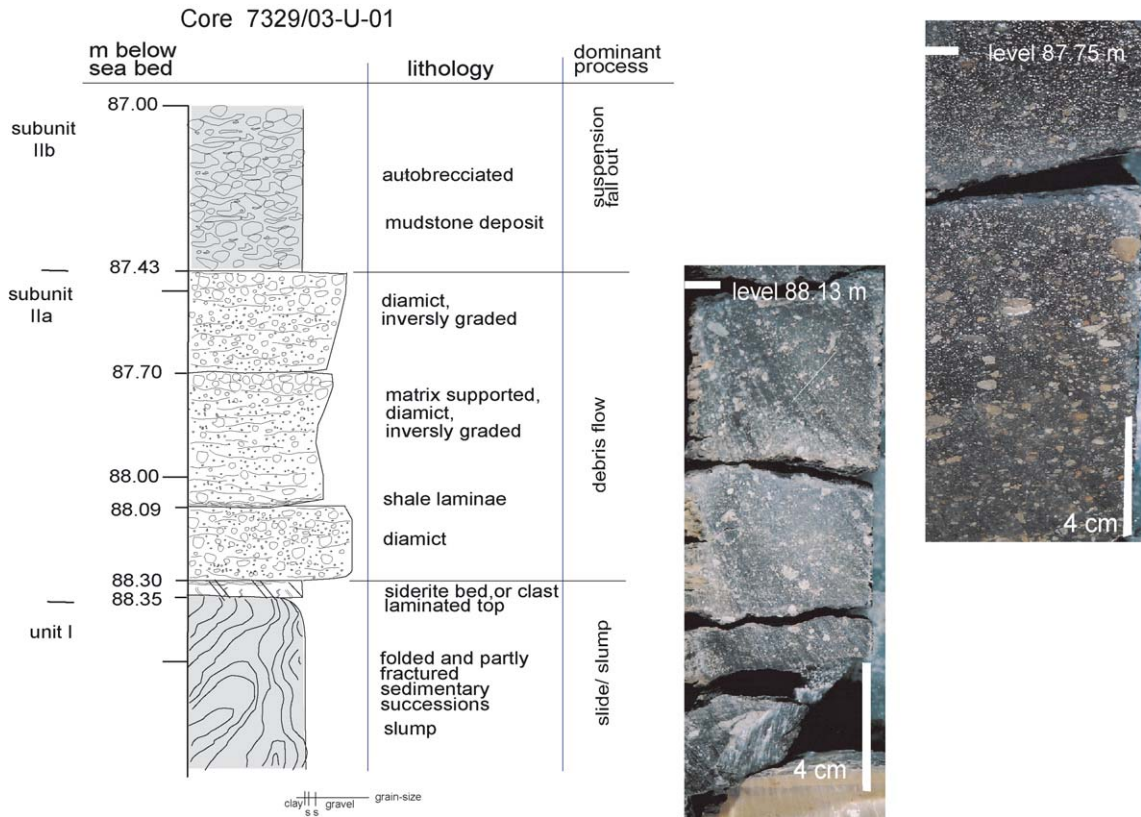 Core 7329/03-U-01
m below
sea bed
lithology
dominant
process
87.00
subunit
IIb
autobrecciated
mudstone deposit
suspension
fall out
87.43
subunit
IIa
diamict,
inversly graded
87.70
matrix supported,
diamict,
inversly graded
debris flow
88.00
shale laminae
88.09
diamict
88.30
siderite bed or clast
88.35
laminated top
unit I
folded and partly
fractured
sedimentary
successions
slump
slide/ slump
clay
s
s
gravel
grain-size
level 88.13 m
4 cm
level 87.75 m
4 cm